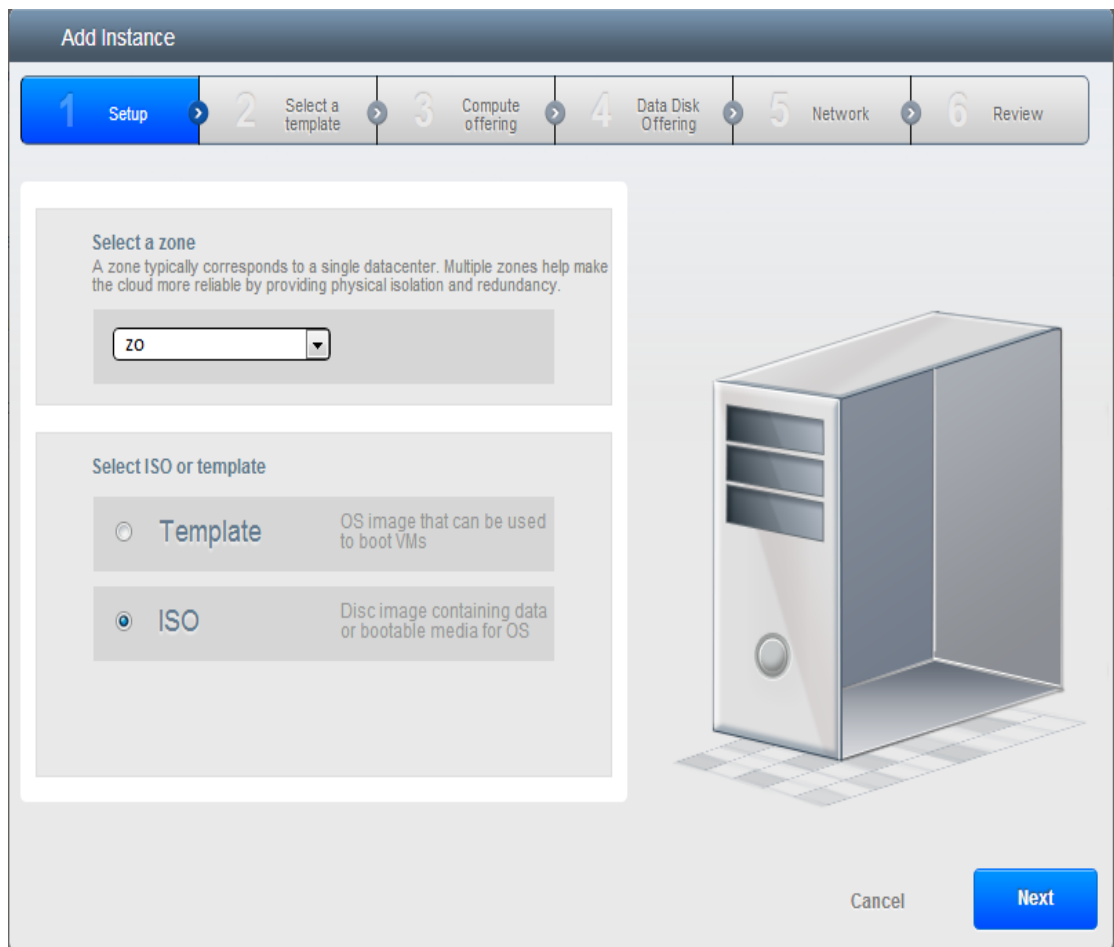 Add Instance
1 Setup
2 Select a
template
3 Compute
offering
4 Data Disk
Offering
5 Network
6 Review
Select a zone
A zone typically corresponds to a single datacenter. Multiple zones help make
the cloud more reliable by providing physical isolation and redundancy.
zo
Select ISO or template
Template
OS image that can be used
to boot VMs
ISO
Disc image containing data
or bootable media for OS
Cancel
Next